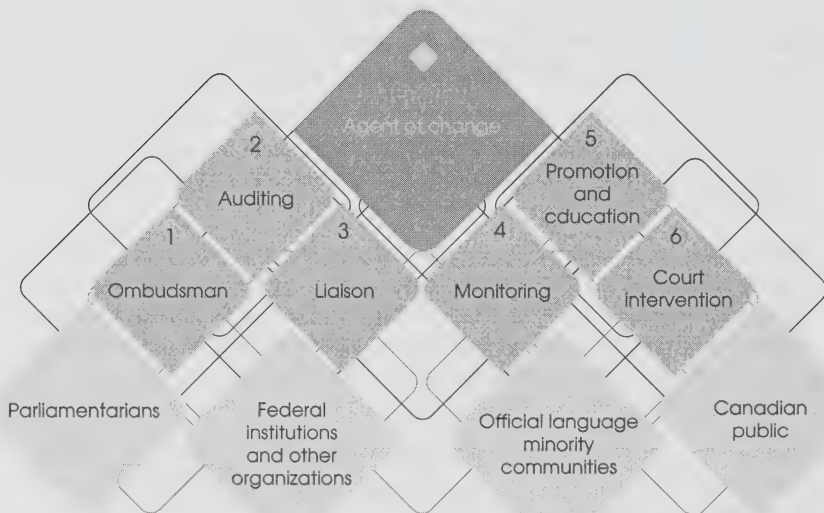 Agent of change
2
Auditing
5
Promotion
and
education
1
Ombudsman
3
Liaison
4
Monitoring
6
Court
intervention
Parliamentarians
Federal
institutions
and other
organizations
Official language
minority
communities
Canadian
public